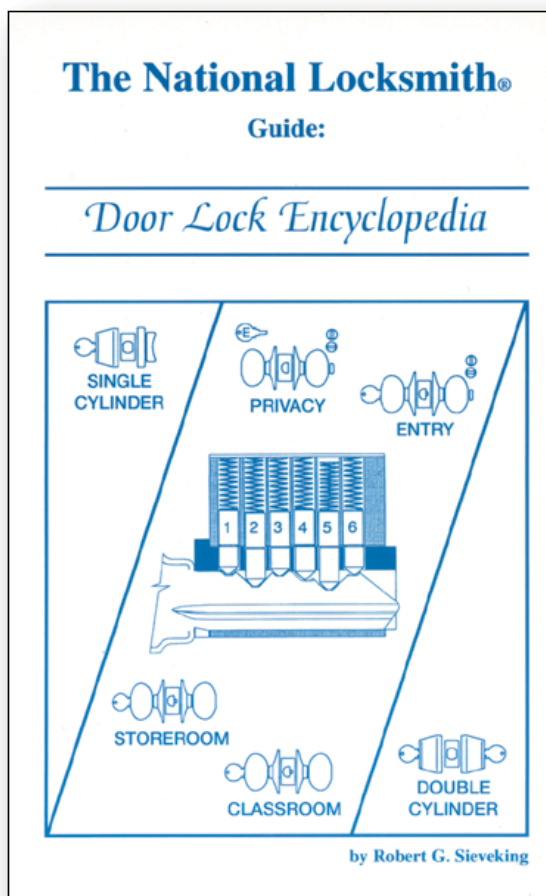 The National Locksmith®
Guide:
Door Lock Encyclopedia
SINGLE
CYLINDER
E
PRIVACY
ENTRY
1 2 3 4 5 6
STOREROOM
CLASSROOM
DOUBLE
CYLINDER
by Robert G. Sieveking